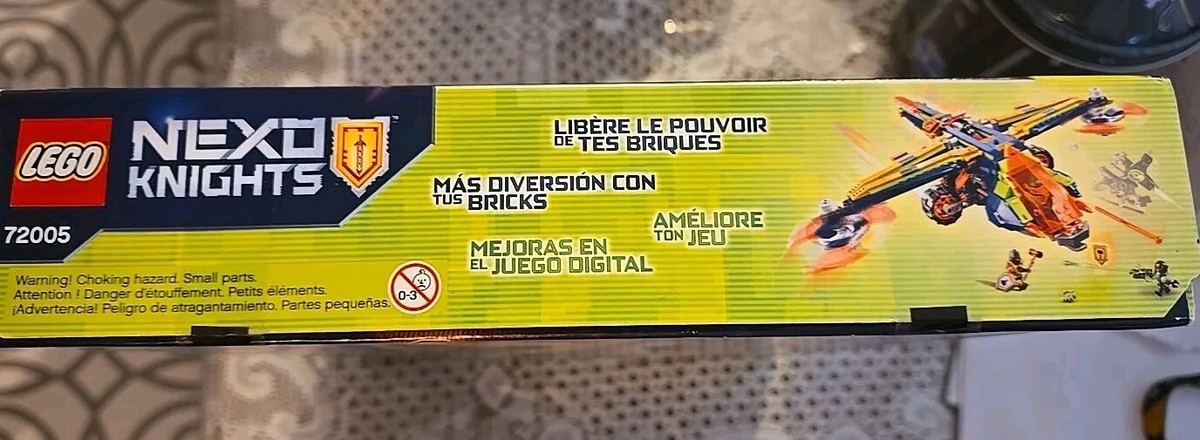 LEGO
NEXO
KNIGHTS
™
72005
Warning! Choking hazard. Small parts.
Attention ! Danger d'étouffement. Petits éléments.
¡Advertencia! Peligro de atragantamiento. Partes pequeñas.
0-3
LIBÈRE LE POUVOIR
DE TES BRIQUES
MÁS DIVERSIÓN CON
TUS BRICKS
AMÉLIORE
TON JEU
MEJORAS EN
EL JUEGO DIGITAL